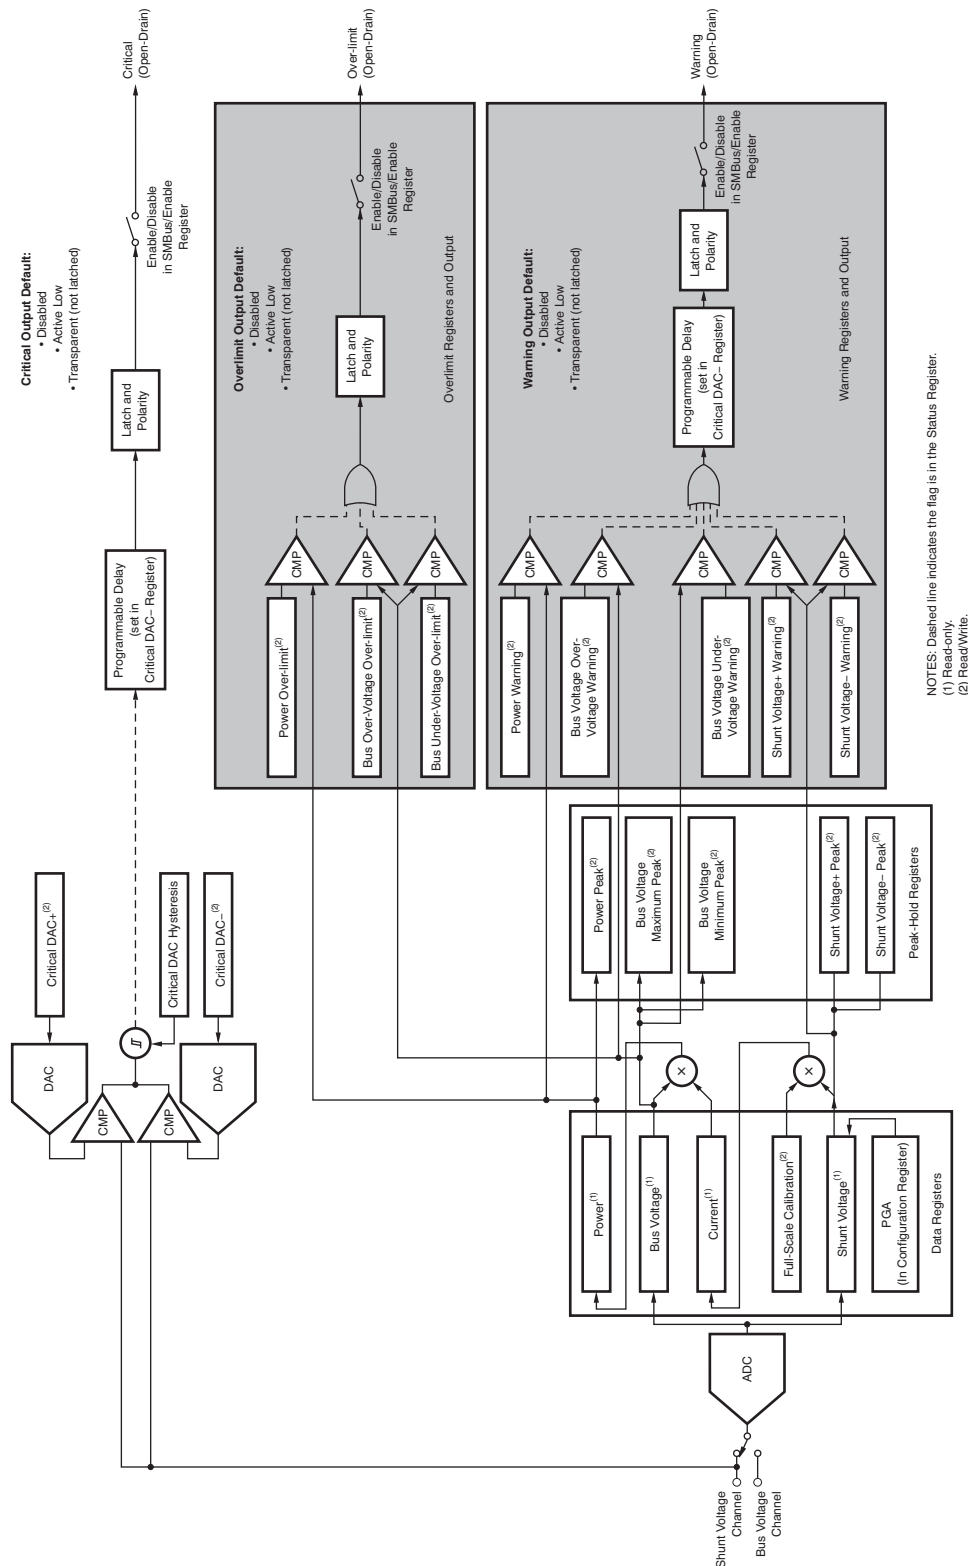 Critical Output Default:
• Disabled
• Active Low
• Transparent (not latched)
Critical
(Open-Drain)
Enable/Disable
in SMBus/Enable
Register
Latch and
Polarity
Programmable Delay
(set in
Critical DAC– Register)
Critical DAC+(2)
Critical DAC Hysteresis
Critical DAC–(2)
DAC
DAC
CMP
CMP
Overlimit Output Default:
• Disabled
• Active Low
• Transparent (not latched)
Over-limit
(Open-Drain)
Enable/Disable
in SMBus/Enable
Register
Latch and
Polarity
Overlimit Registers and Output
CMP
CMP
CMP
Power Over-limit(2)
Bus Over-Voltage Over-limit(2)
Bus Under-Voltage Over-limit(2)
Warning Output Default:
• Disabled
• Active Low
• Transparent (not latched)
Warning
(Open-Drain)
Enable/Disable
in SMBus/Enable
Register
Latch and
Polarity
Programmable Delay
(set in
Critical DAC– Register)
Warning Registers and Output
CMP
CMP
CMP
CMP
CMP
Power Warning(2)
Bus Voltage Over-
Voltage Warning(2)
Bus Voltage Under-
Voltage Warning(2)
Shunt Voltage+ Warning(2)
Shunt Voltage– Warning(2)
Power Peak(2)
Bus Voltage
Maximum Peak(2)
Bus Voltage
Minimum Peak(2)
Shunt Voltage+ Peak(2)
Shunt Voltage– Peak(2)
Peak-Hold Registers
×
×
Power(1)
Bus Voltage(1)
Current(1)
Full-Scale Calibration(2)
Shunt Voltage(1)
PGA
(In Configuration Register)
Data Registers
ADC
Shunt Voltage
Channel
Bus Voltage
Channel
NOTES: Dashed line indicates the flag is in the Status Register.
(1) Read-only.
(2) Read/Write.